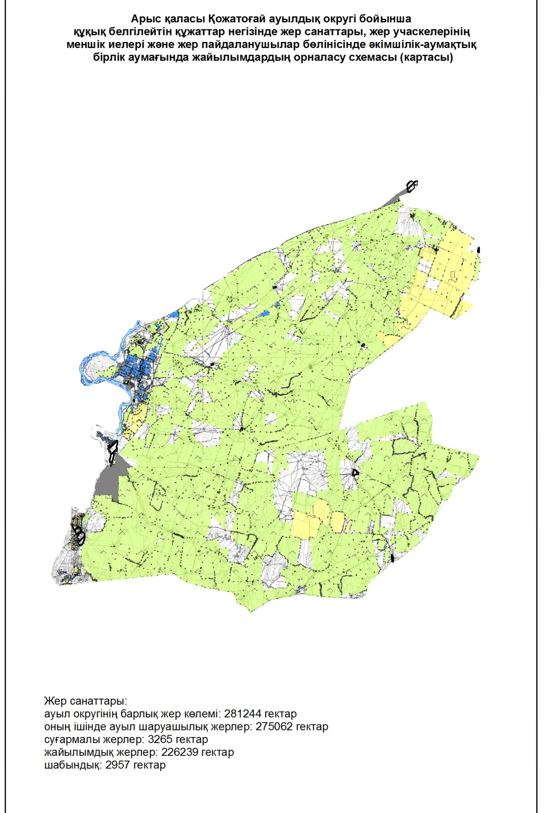 Арыс қаласы Қожатоғай ауылдық округі бойынша
құқық белгілейтін құжаттар негізінде жер санаттары, жер учаскелерінің
меншік иелері және жер пайдаланушылар бөлінісінде әкімшілік-аумақтық
бірлік аумағында жайылымдардың орналасу схемасы (картасы)
Жер санаттары:
ауыл округінің барлық жер көлемі: 281244 гектар
оның ішінде ауыл шаруашылық жерлер: 275062 гектар
суғармалы жерлер: 3265 гектар
жайылымдық жерлер: 226239 гектар
шабындық: 2957 гектар